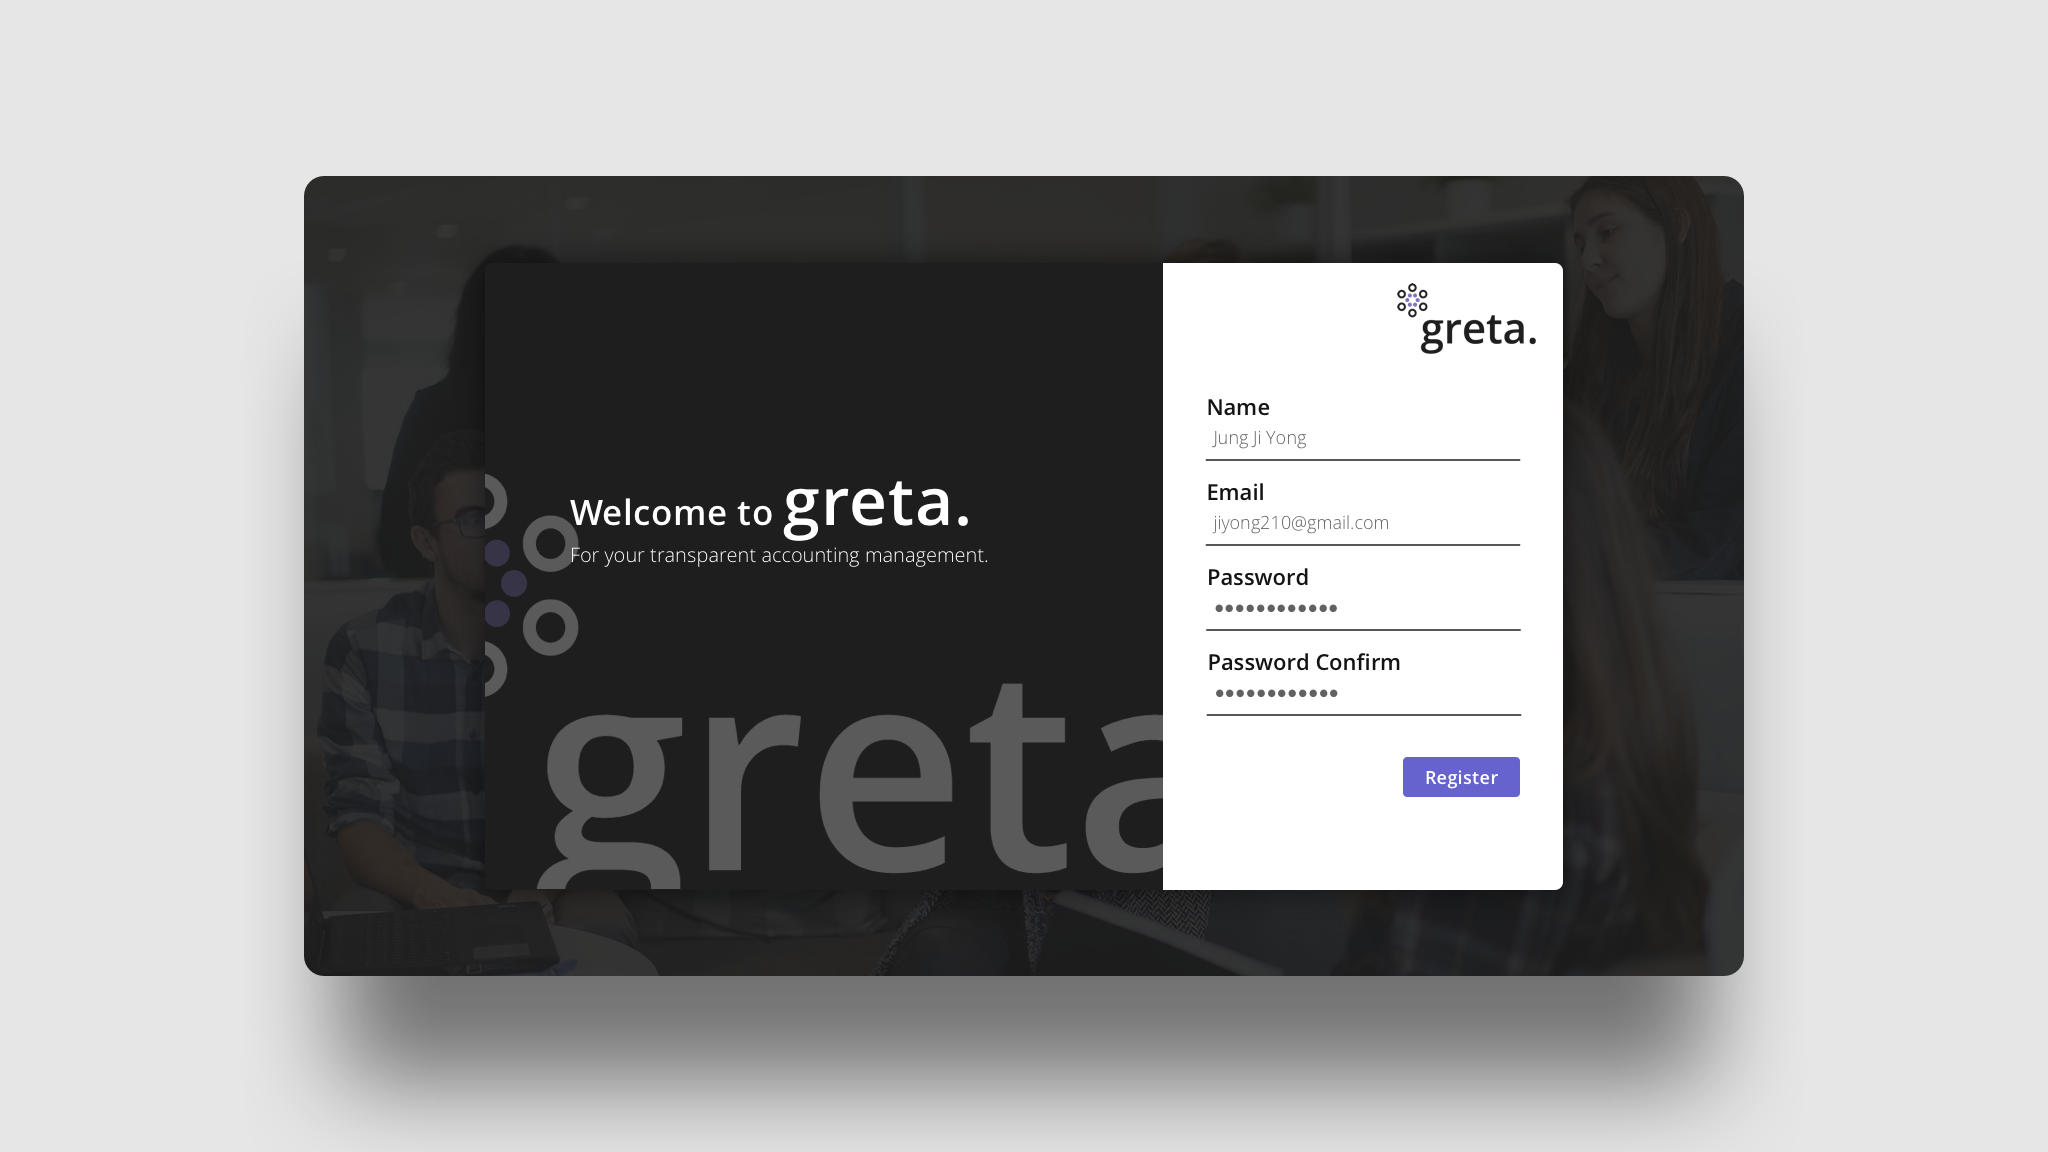 Welcome to greta.
For your transparent accounting management.
greta
greta.
Name
Jung Ji Yong
Email
jiyong210@gmail.com
Password
••••••••••••
Password Confirm
••••••••••••
Register